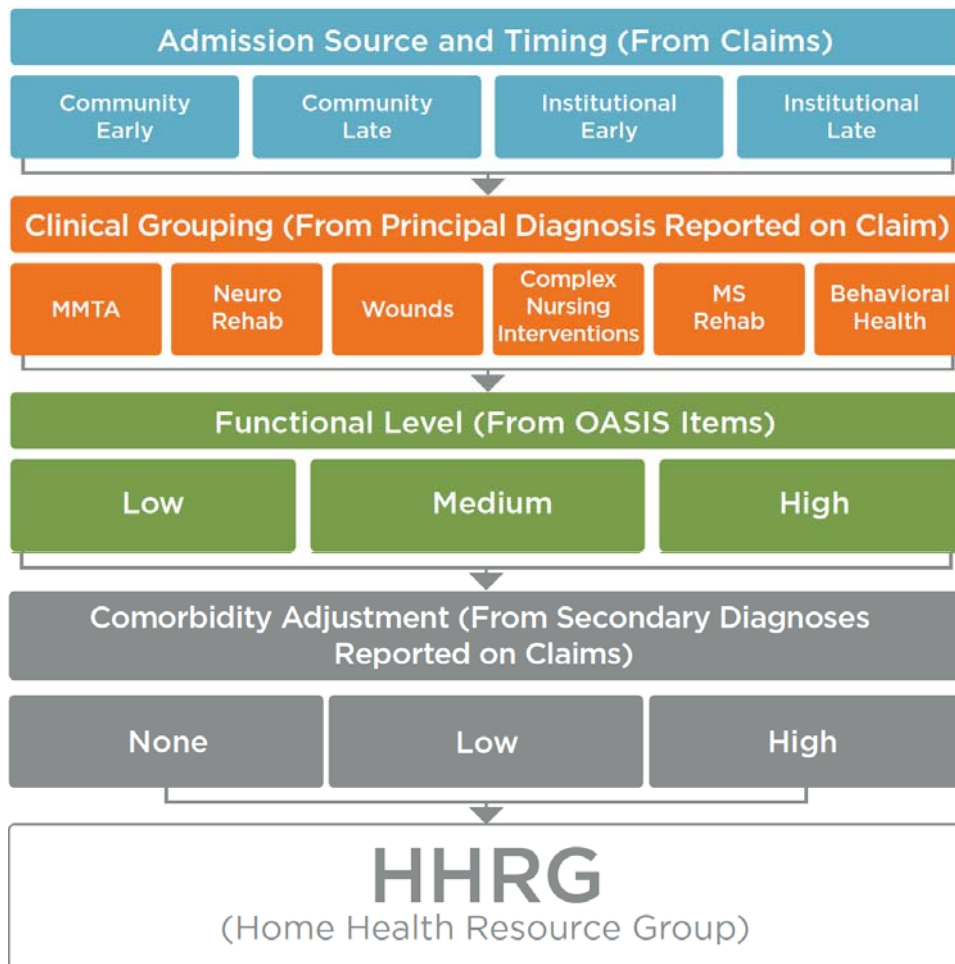 Admission Source and Timing (From Claims)
Community
Early
Community
Late
Institutional
Early
Institutional
Late
Clinical Grouping (From Principal Diagnosis Reported on Claim)
MMTA
Neuro
Rehab
Wounds
Complex
Nursing
Interventions
MS
Rehab
Behavioral
Health
Functional Level (From OASIS Items)
Low
Medium
High
Comorbidity Adjustment (From Secondary Diagnoses
Reported on Claims)
None
Low
High
HHRG
(Home Health Resource Group)